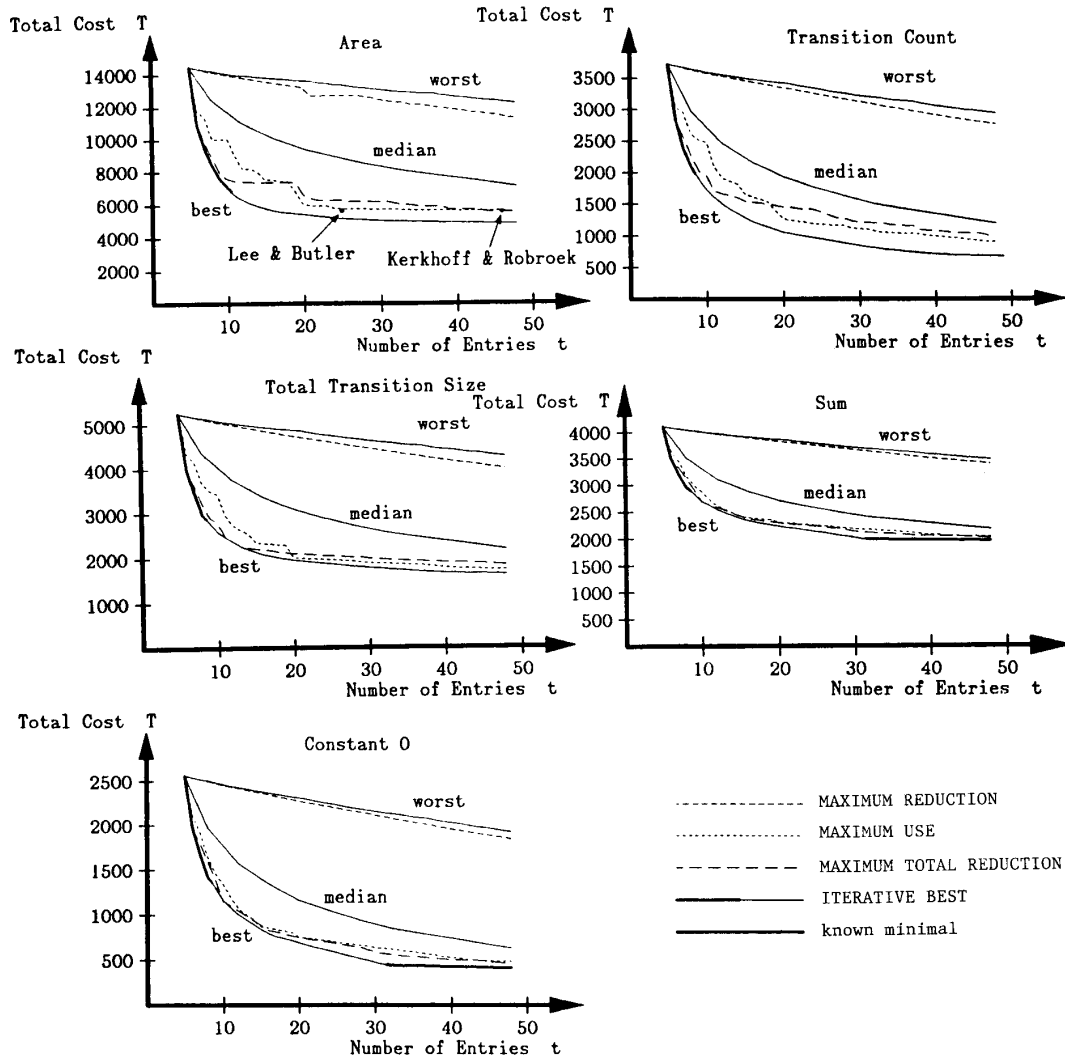 Total Cost T
Area
14000
12000
10000
8000
6000
4000
2000
worst
median
best
Lee & Butler
Kerkhoff & Robroek
10 20 30 40 50
Number of Entries t
Total Cost T
Transition Count
3500
3000
2500
2000
1500
1000
500
worst
median
best
10 20 30 40 50
Number of Entries t
Total Cost T
Total Transition Size
5000
4000
3000
2000
1000
worst
median
best
10 20 30 40 50
Number of Entries t
Total Cost T
Sum
4000
3500
3000
2500
2000
1500
1000
500
worst
median
best
10 20 30 40 50
Number of Entries t
Total Cost T
Constant 0
2500
2000
1500
1000
500
worst
median
best
10 20 30 40 50
Number of Entries t
MAXIMUM REDUCTION
MAXIMUM USE
MAXIMUM TOTAL REDUCTION
ITERATIVE BEST
known minimal